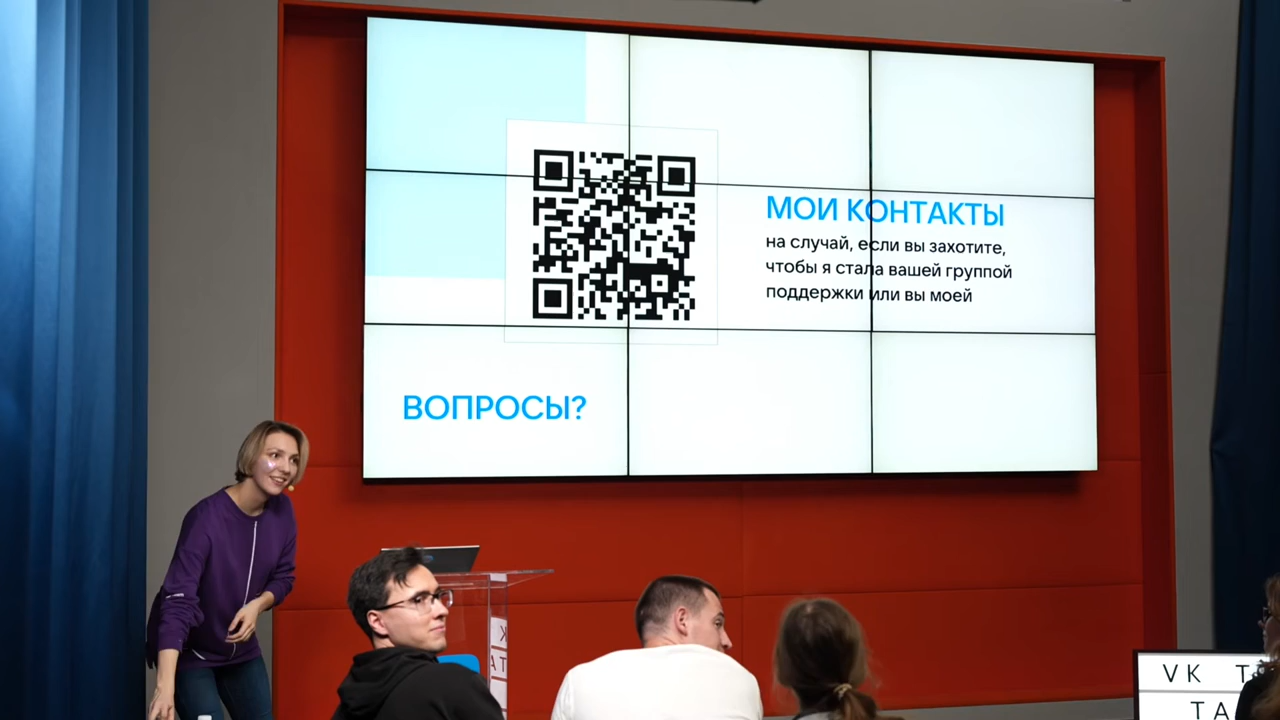 МОИ КОНТАКТЫ
на случай, если вы захотите,
чтобы я стала вашей группой
поддержки или вы моей
ВОПРОСЫ?
VK
TA